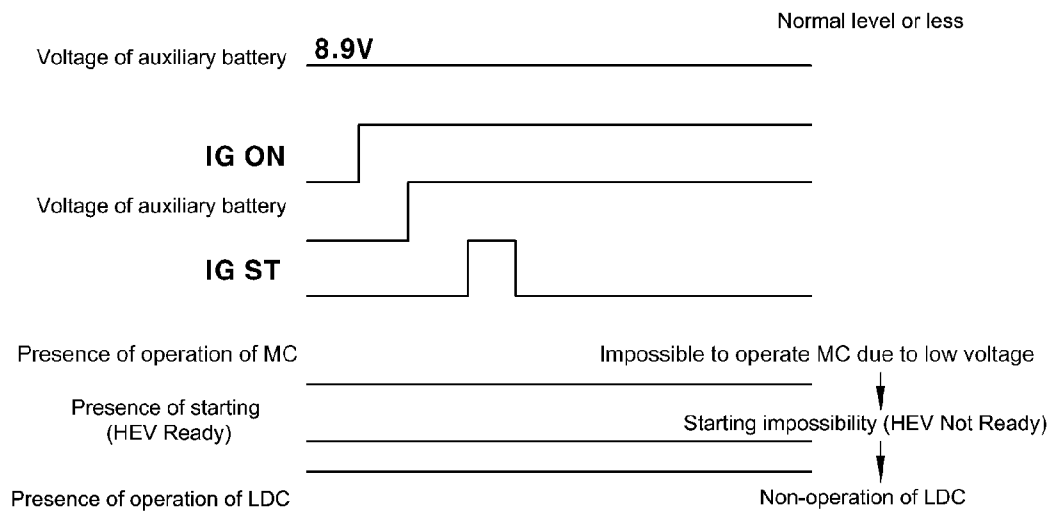 Normal level or less
Voltage of auxiliary battery 8.9V
IG ON
Voltage of auxiliary battery
IG ST
Presence of operation of MC Impossible to operate MC due to low voltage
Presence of starting
(HEV Ready)
Starting impossibility (HEV Not Ready)
Presence of operation of LDC Non-operation of LDC